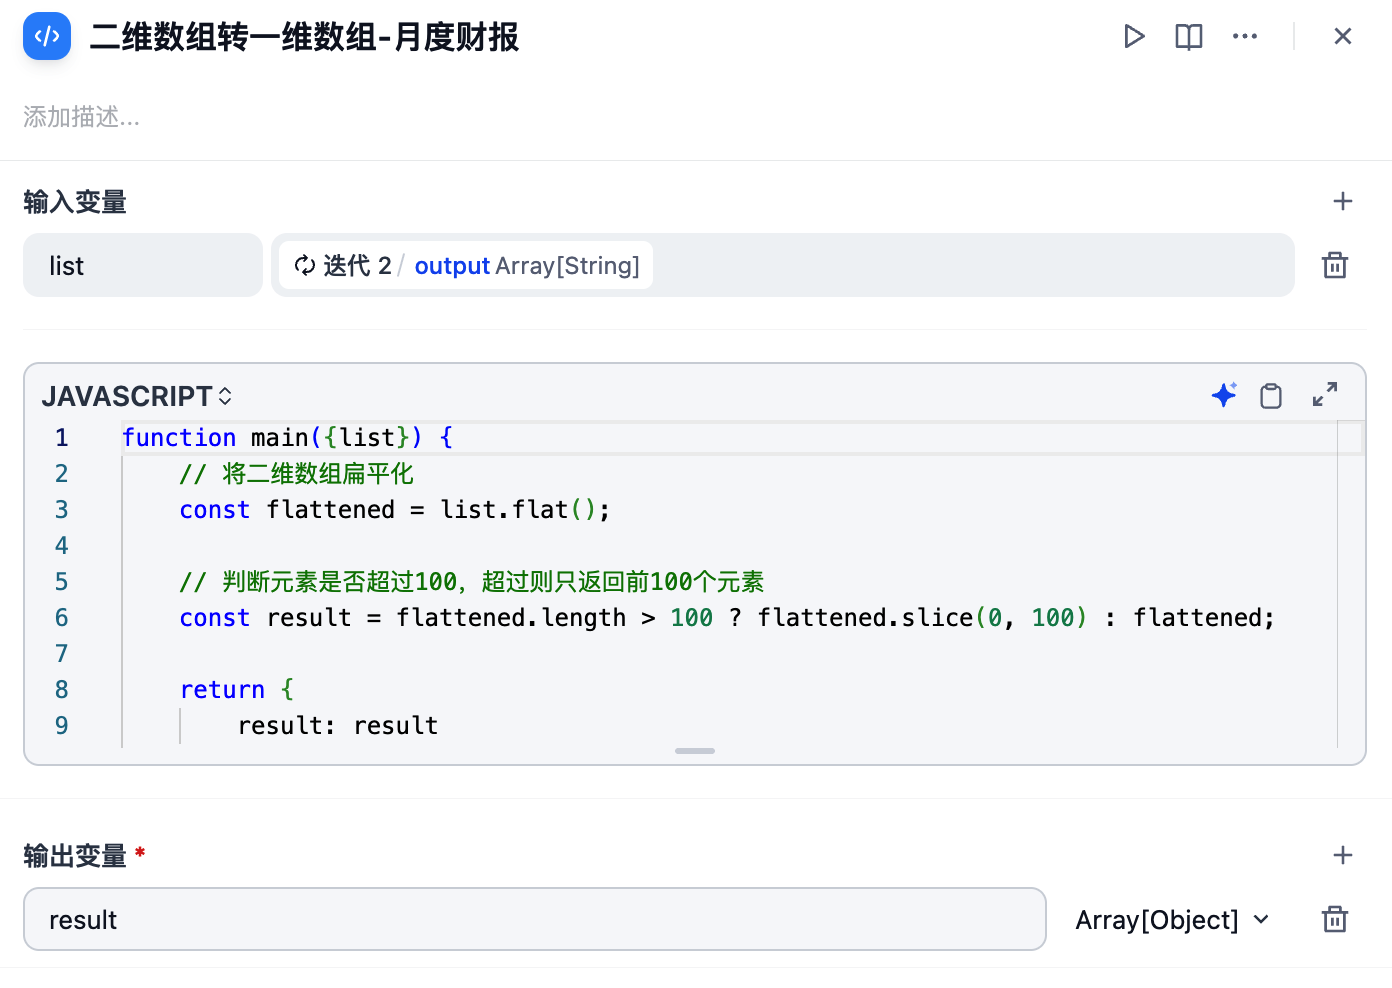 二维数组转一维数组-月度财报
添加描述...
输入变量
list
迭代 2 / output Array[String]
JAVASCRIPT
1 function main({list}) {
2     // 将二维数组扁平化
3     const flattened = list.flat();
4
5     // 判断元素是否超过100，超过则只返回前100个元素
6     const result = flattened.length > 100 ? flattened.slice(0, 100) : flattened;
7
8     return {
9         result: result
输出变量 *
result
Array[Object]